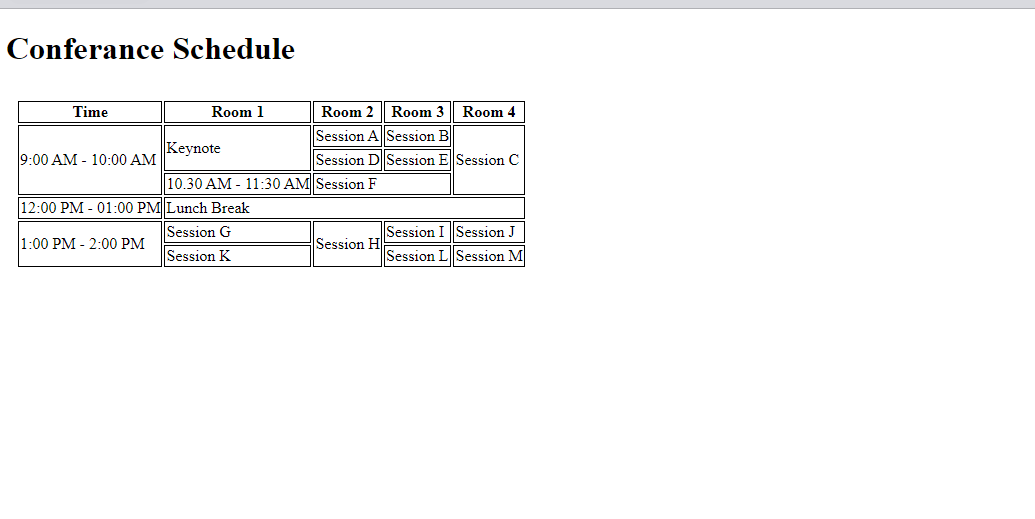 Conferance Schedule
Time Room 1 Room 2 Room 3 Room 4
9:00 AM - 10:00 AM Keynote Session A Session B Session C
Session D Session E
10.30 AM - 11:30 AM Session F
12:00 PM - 01:00 PM Lunch Break
1:00 PM - 2:00 PM Session G Session H Session I Session J
Session K Session L Session M